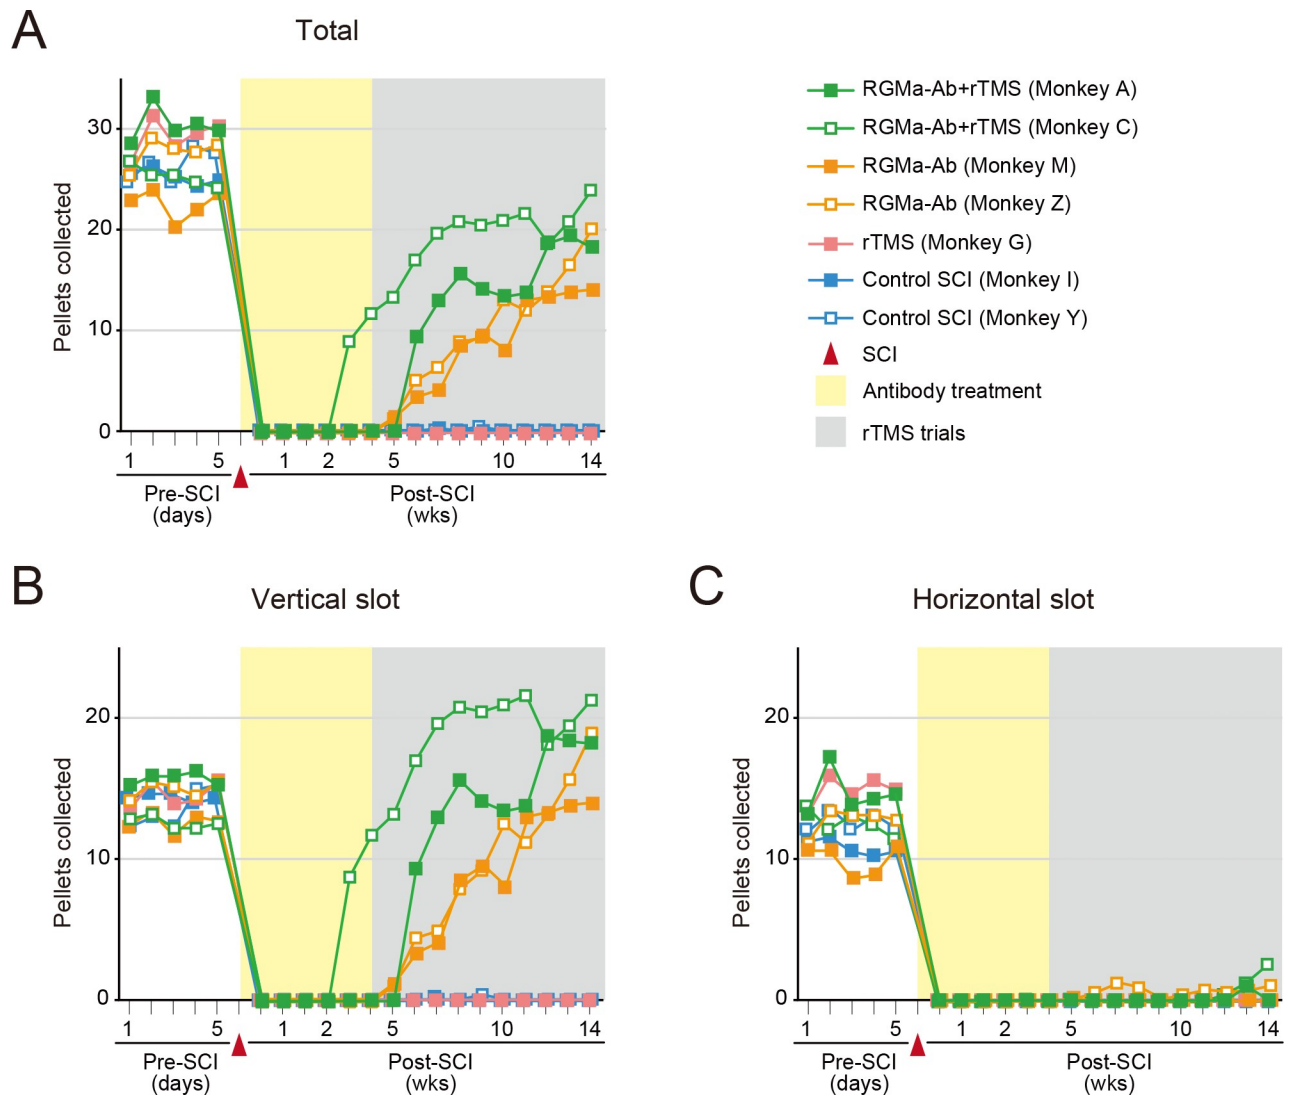 A
Total
Pellets collected
30
20
10
0
1 5 1 2 5 10 14
Pre-SCI
(days)
Post-SCI
(wks)
RGMa-Ab+rTMS (Monkey A)
RGMa-Ab+rTMS (Monkey C)
RGMa-Ab (Monkey M)
RGMa-Ab (Monkey Z)
rTMS (Monkey G)
Control SCI (Monkey I)
Control SCI (Monkey Y)
SCI
Antibody treatment
rTMS trials
B
Vertical slot
Pellets collected
20
10
0
1 5 1 2 5 10 14
Pre-SCI
(days)
Post-SCI
(wks)
C
Horizontal slot
Pellets collected
20
10
0
1 5 1 2 5 10 14
Pre-SCI
(days)
Post-SCI
(wks)